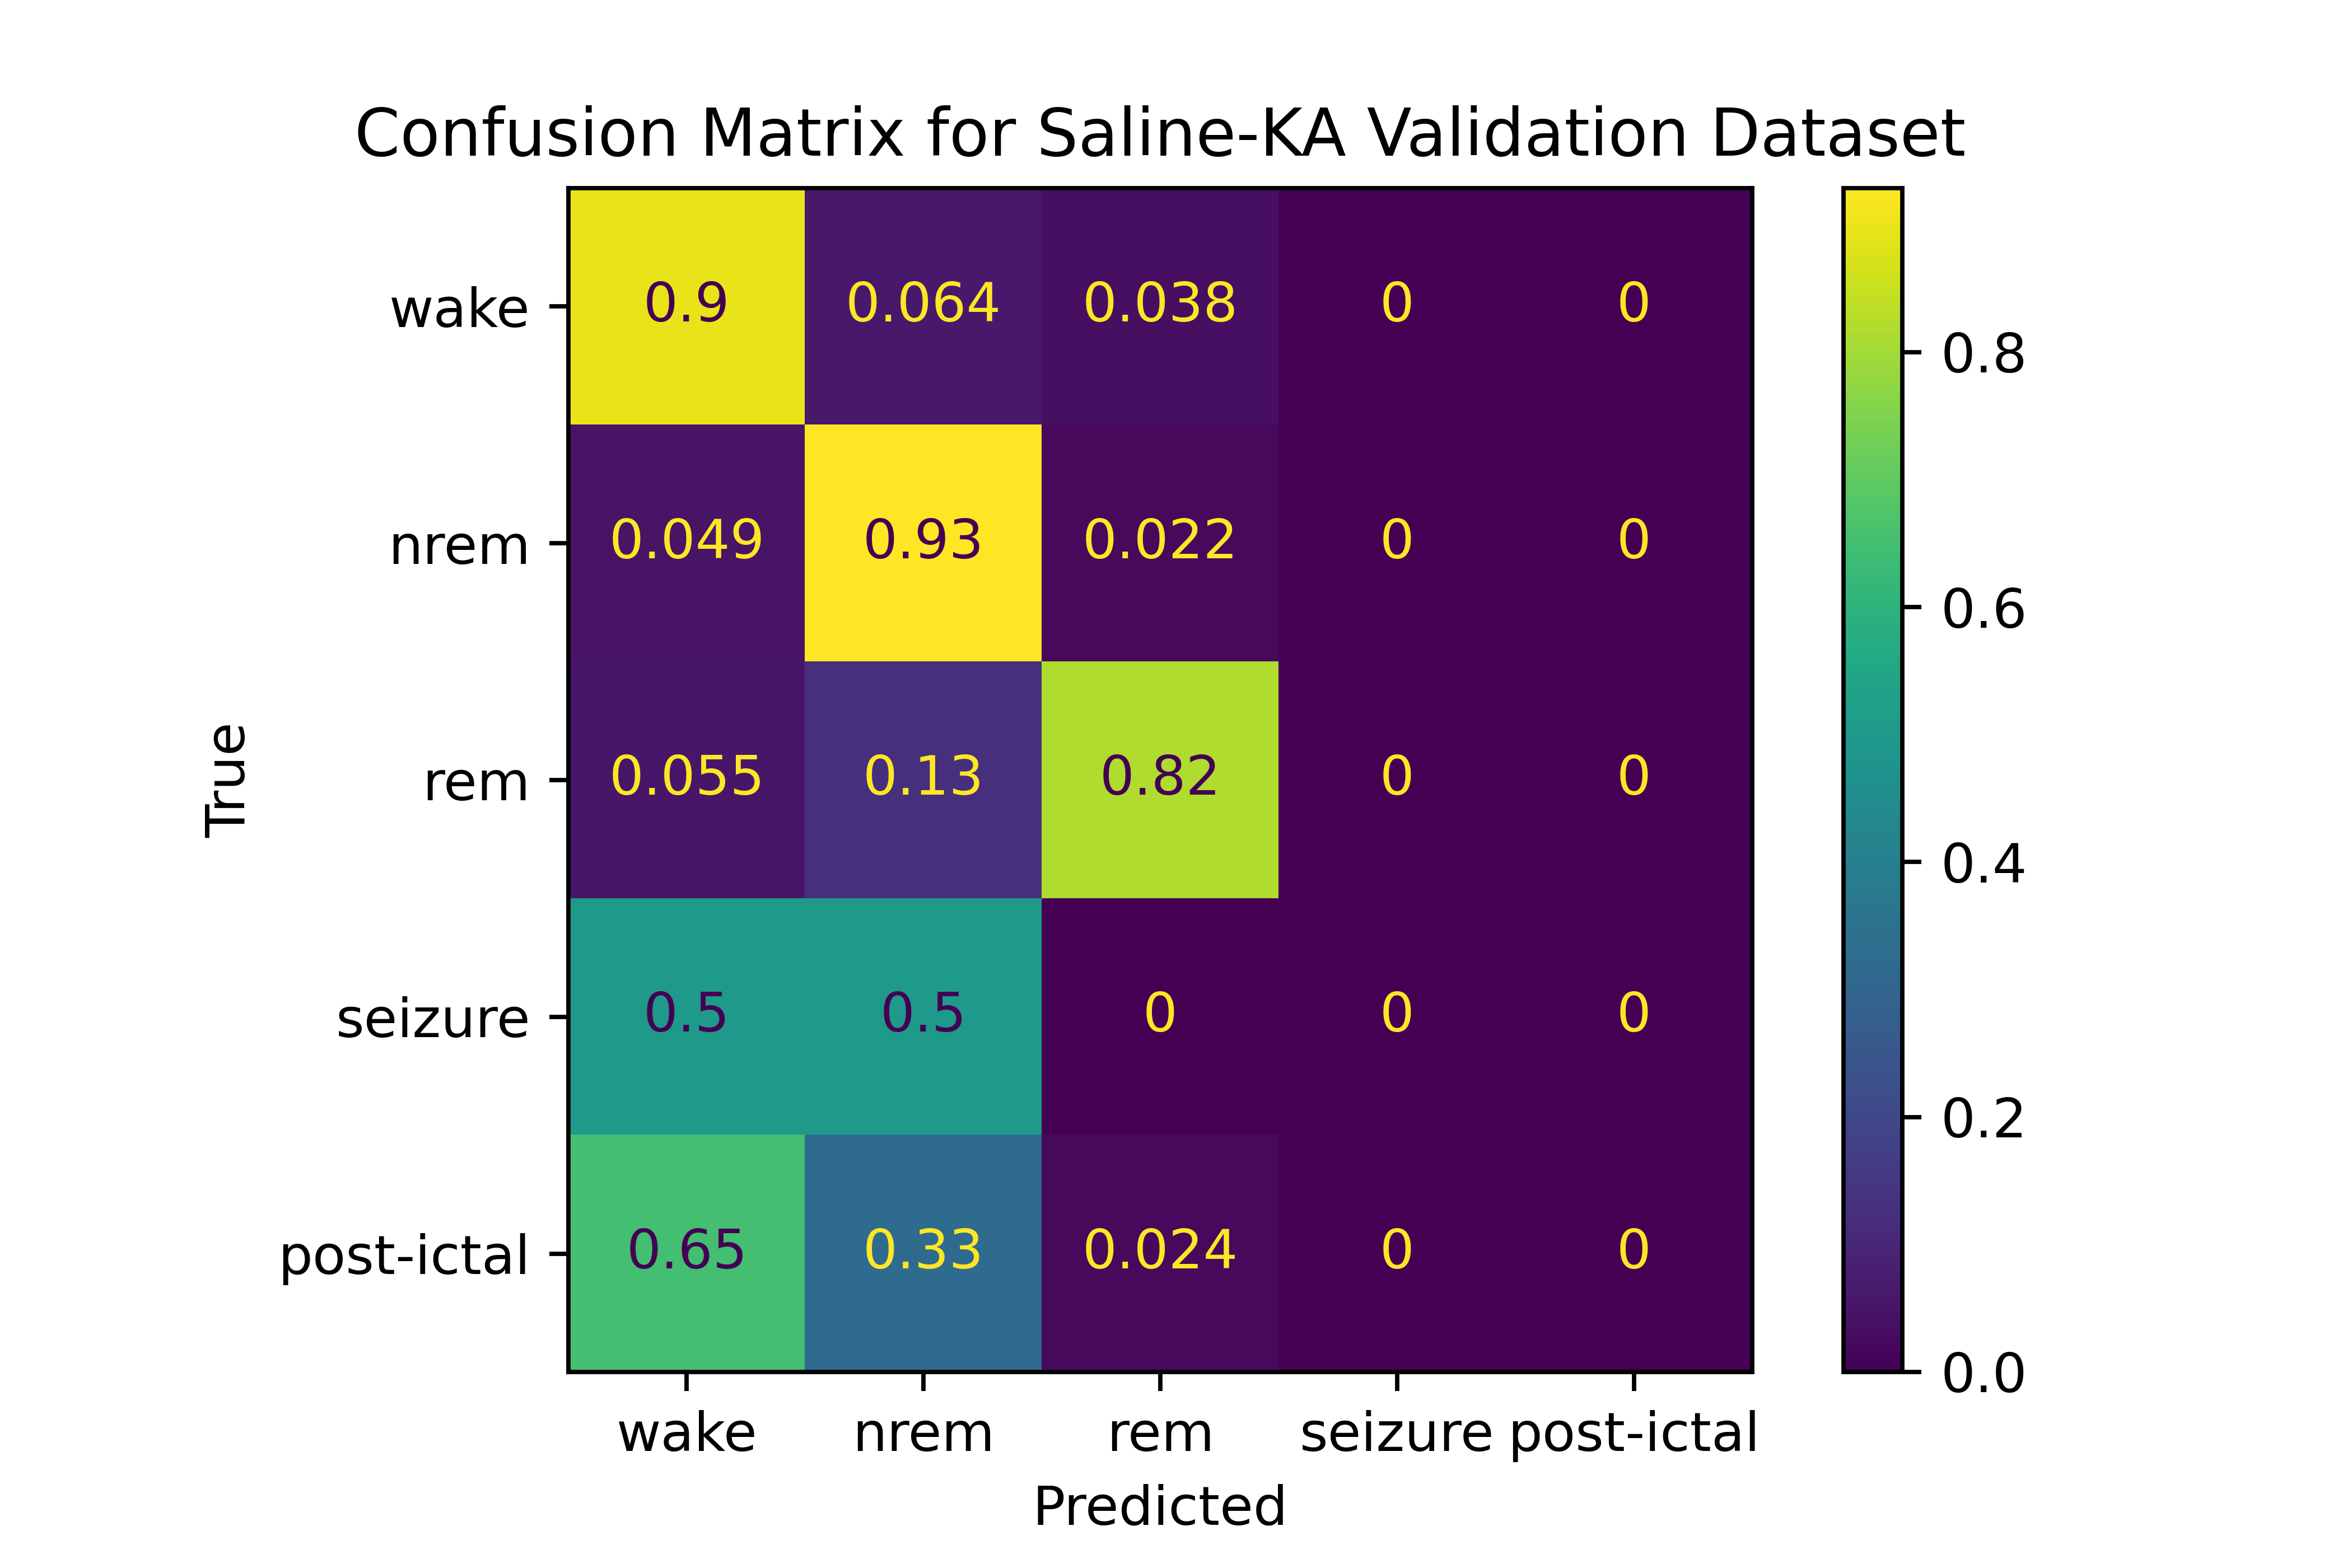 Confusion Matrix for Saline-KA Validation Dataset
True
wake 0.9 0.064 0.038 0 0
nrem 0.049 0.93 0.022 0 0
rem 0.055 0.13 0.82 0 0
seizure 0.5 0.5 0 0 0
post-ictal 0.65 0.33 0.024 0 0
wake nrem rem seizure post-ictal
Predicted
0.8
0.6
0.4
0.2
0.0